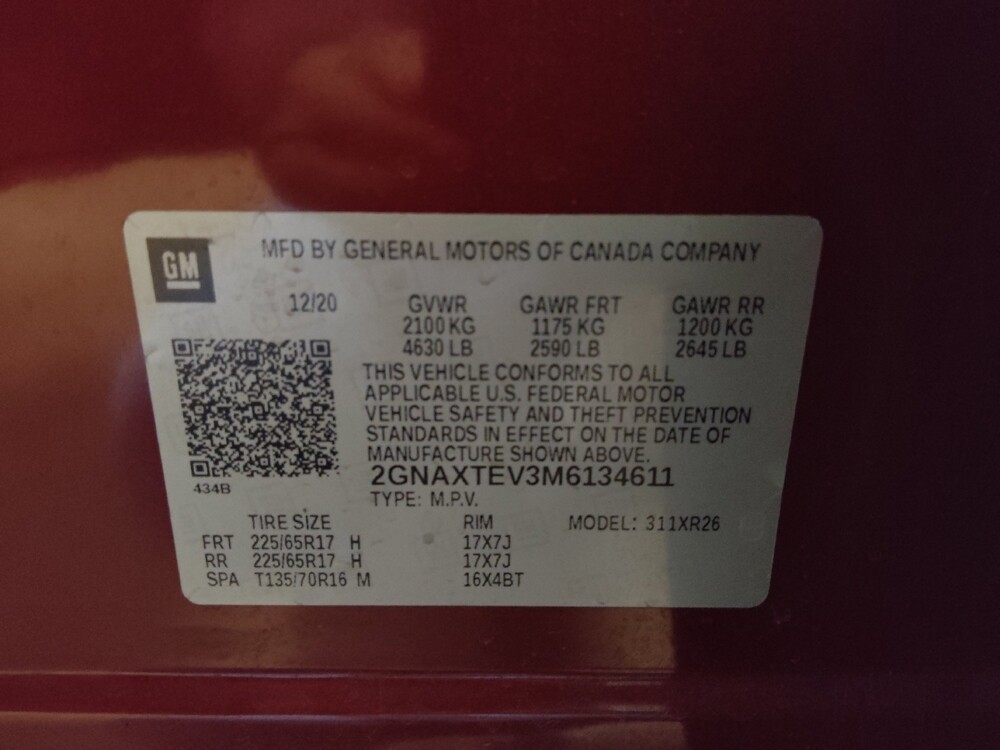 GM
MFD BY GENERAL MOTORS OF CANADA COMPANY
12/20 GVWR GAWR FRT GAWR RR
2100 KG 1175 KG 1200 KG
4630 LB 2590 LB 2645 LB
THIS VEHICLE CONFORMS TO ALL
APPLICABLE U.S. FEDERAL MOTOR
VEHICLE SAFETY AND THEFT PREVENTION
STANDARDS IN EFFECT ON THE DATE OF
MANUFACTURE SHOWN ABOVE.
2GNAXTEV3M6134611
434B
TYPE: M.P.V.
TIRE SIZE RIM MODEL: 311XR26
FRT 225/65R17 H 17X7J
RR 225/65R17 H 17X7J
SPA T135/70R16 M 16X4BT